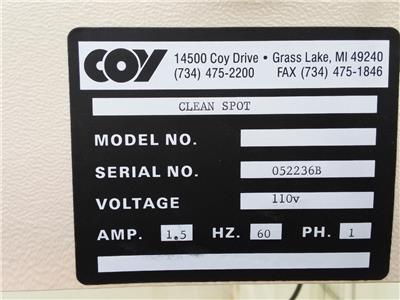 COY 14500 Coy Drive • Grass Lake, MI 49240
(734) 475-2200 FAX (734) 475-1846
CLEAN SPOT
MODEL NO.
SERIAL NO. 052236B
VOLTAGE 110v
AMP. 1.5 HZ. 60 PH. 1